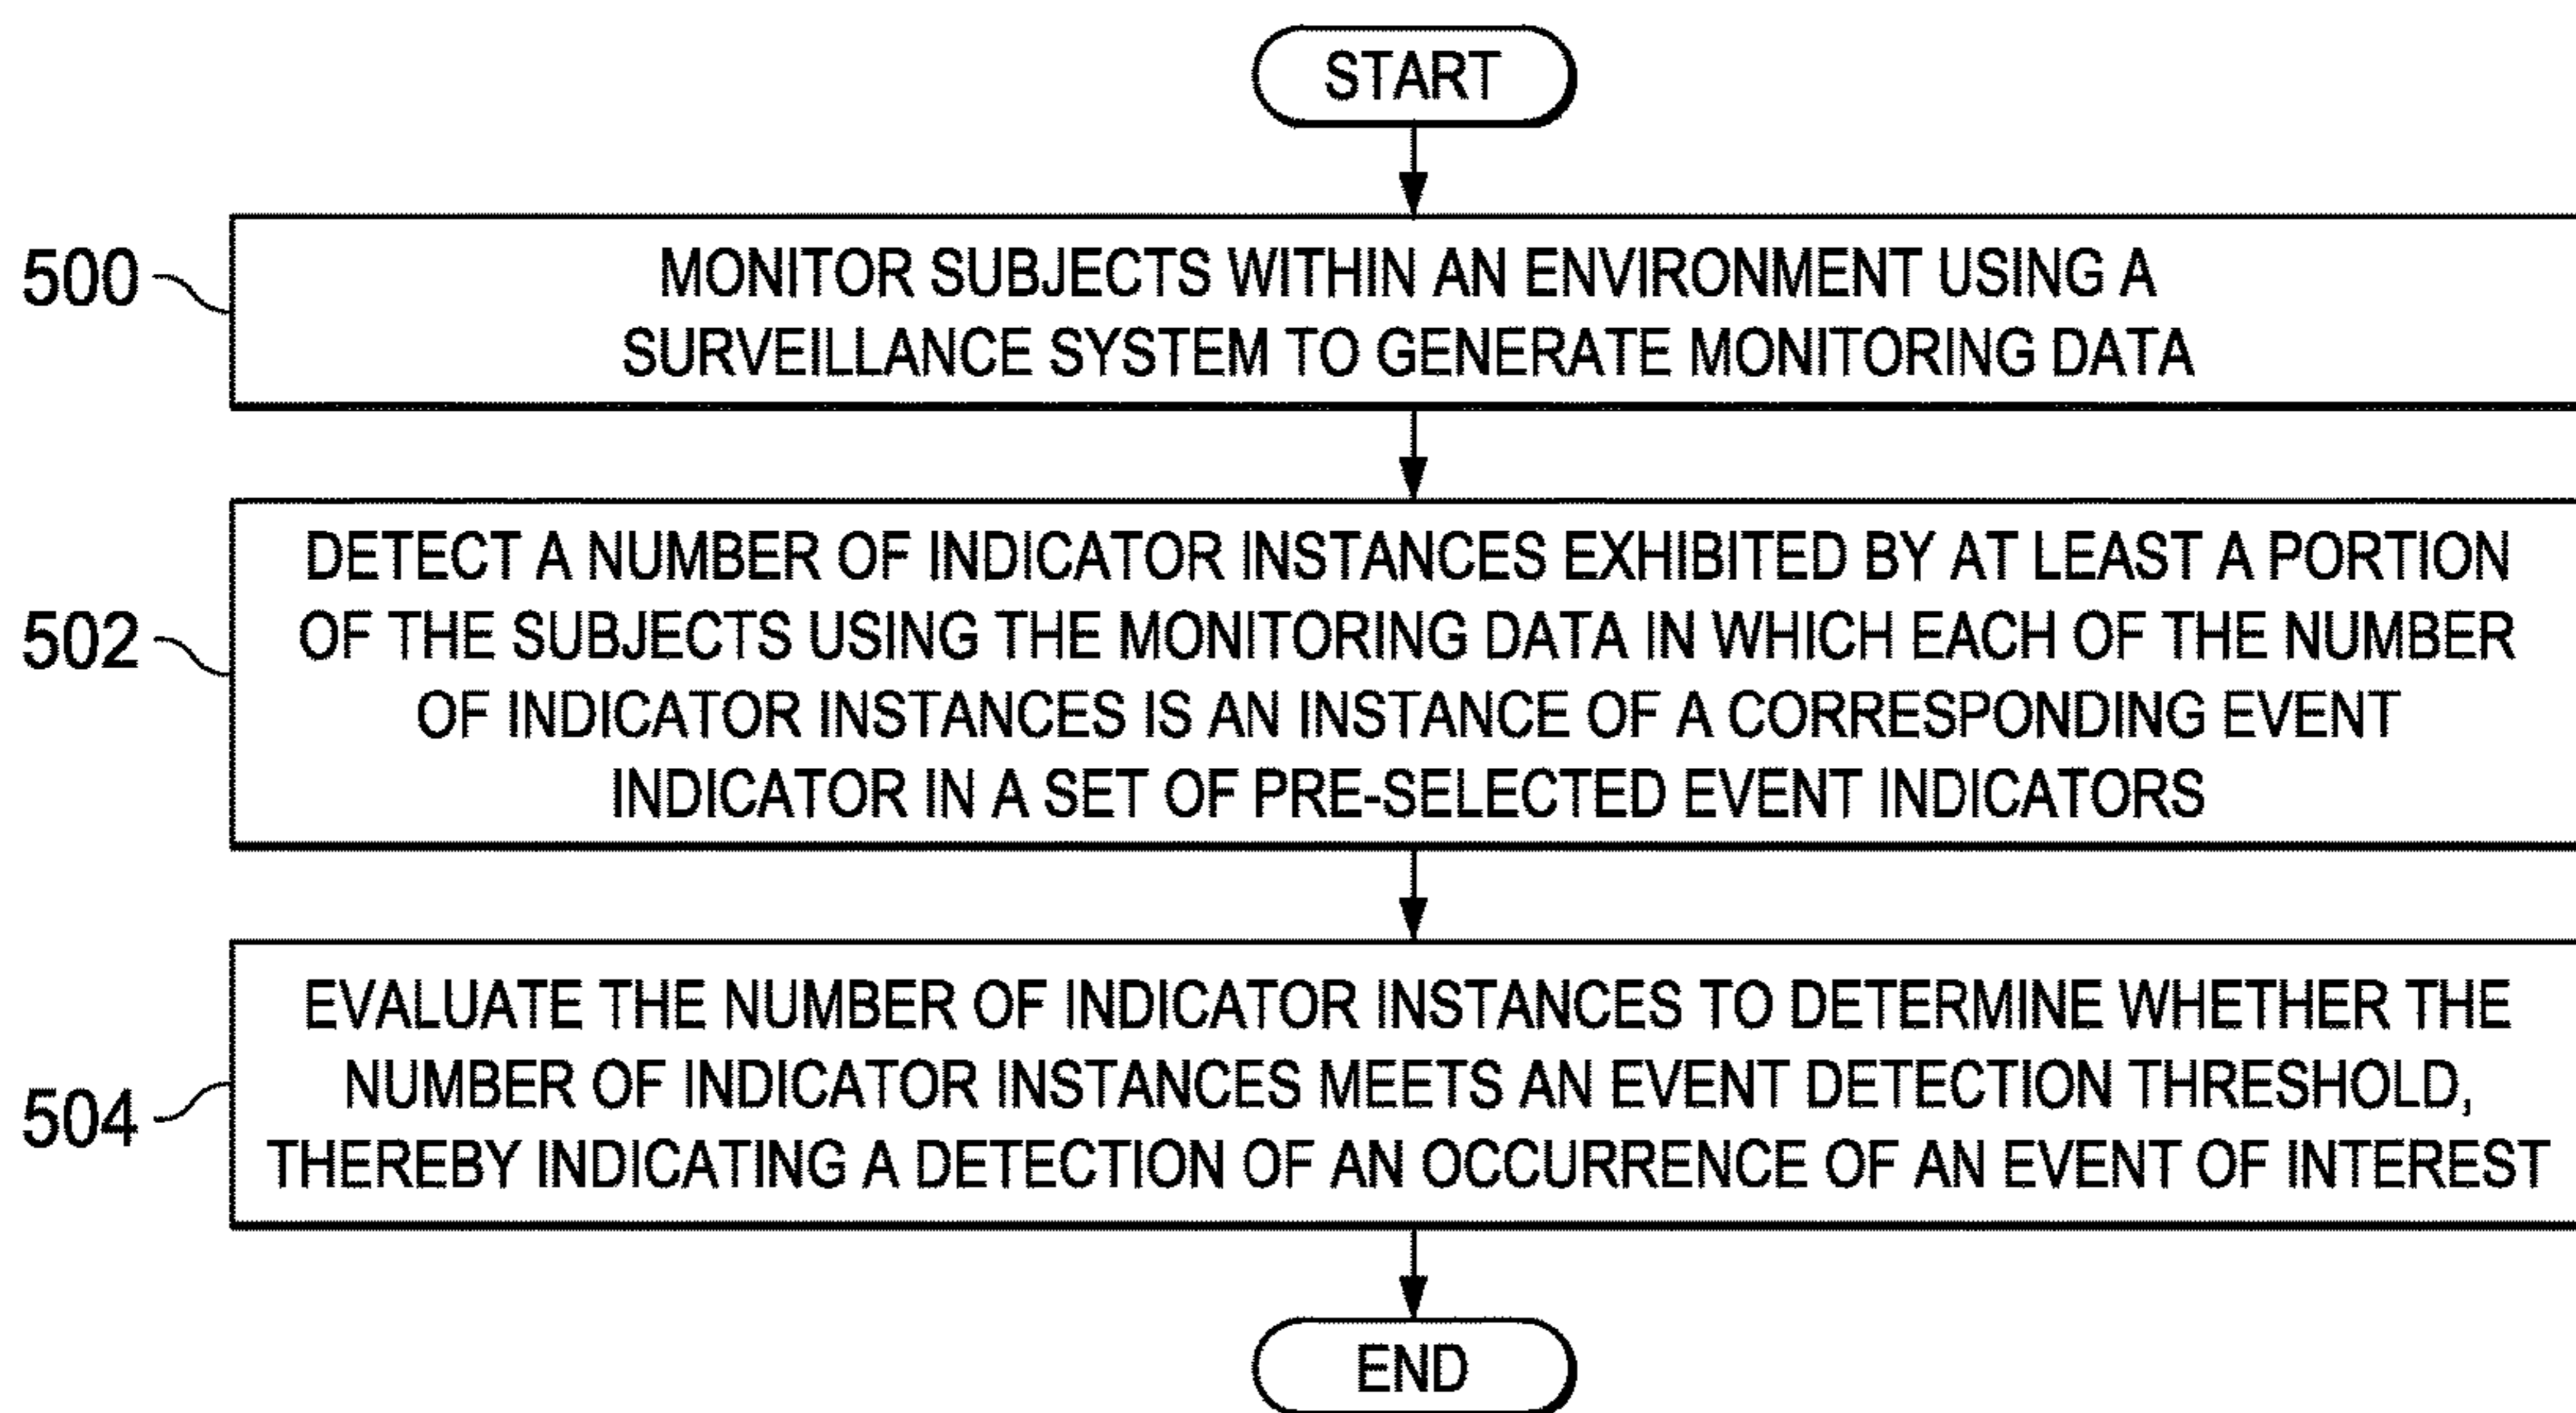 START
500
MONITOR SUBJECTS WITHIN AN ENVIRONMENT USING A
SURVEILLANCE SYSTEM TO GENERATE MONITORING DATA
502
DETECT A NUMBER OF INDICATOR INSTANCES EXHIBITED BY AT LEAST A PORTION
OF THE SUBJECTS USING THE MONITORING DATA IN WHICH EACH OF THE NUMBER
OF INDICATOR INSTANCES IS AN INSTANCE OF A CORRESPONDING EVENT
INDICATOR IN A SET OF PRE-SELECTED EVENT INDICATORS
504
EVALUATE THE NUMBER OF INDICATOR INSTANCES TO DETERMINE WHETHER THE
NUMBER OF INDICATOR INSTANCES MEETS AN EVENT DETECTION THRESHOLD,
THEREBY INDICATING A DETECTION OF AN OCCURRENCE OF AN EVENT OF INTEREST
END